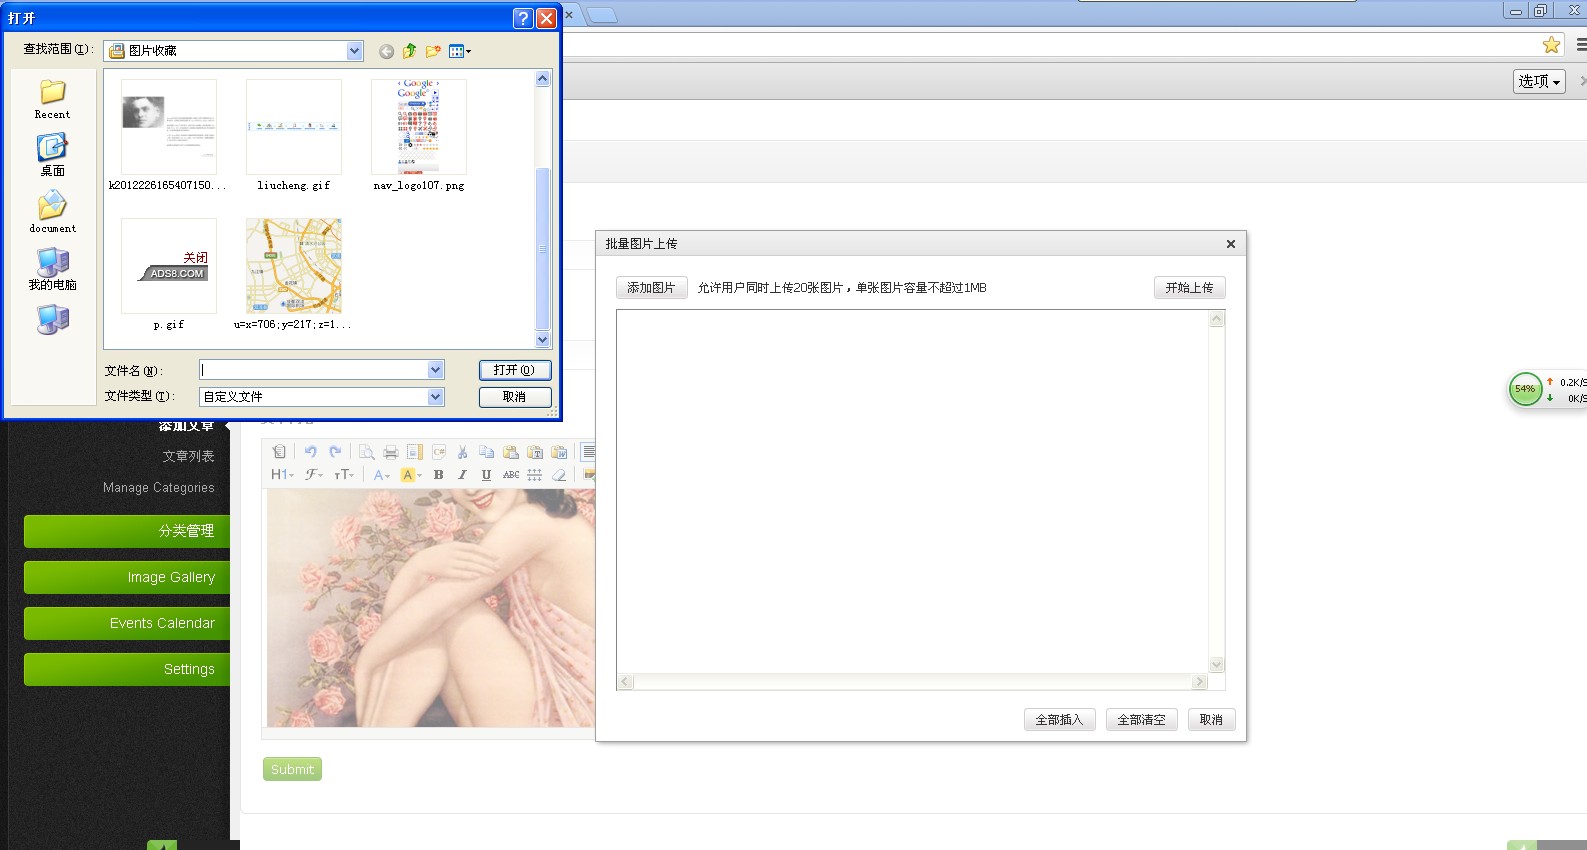 打开
查找范围(I):
图片收藏
选项
Recent
桌面
document
我的电脑
k2012226165407150...
liucheng.gif
nav_logo107.png
Google
Google
关闭
ADS8.COM
p.gif
u=x=706;y=217;z=1...
文件名(N):
打开(O)
文件类型(T):
自定义文件
取消
批量图片上传
添加图片
允许用户同时上传20张图片，单张图片容量不超过1MB
开始上传
54%
0.2K/S
0K/S
添加文章
文章列表
Manage Categories
分类管理
Image Gallery
Events Calendar
Settings
H1
F
TT
A
A
B
I
U
ABC
全部插入
全部清空
取消
Submit